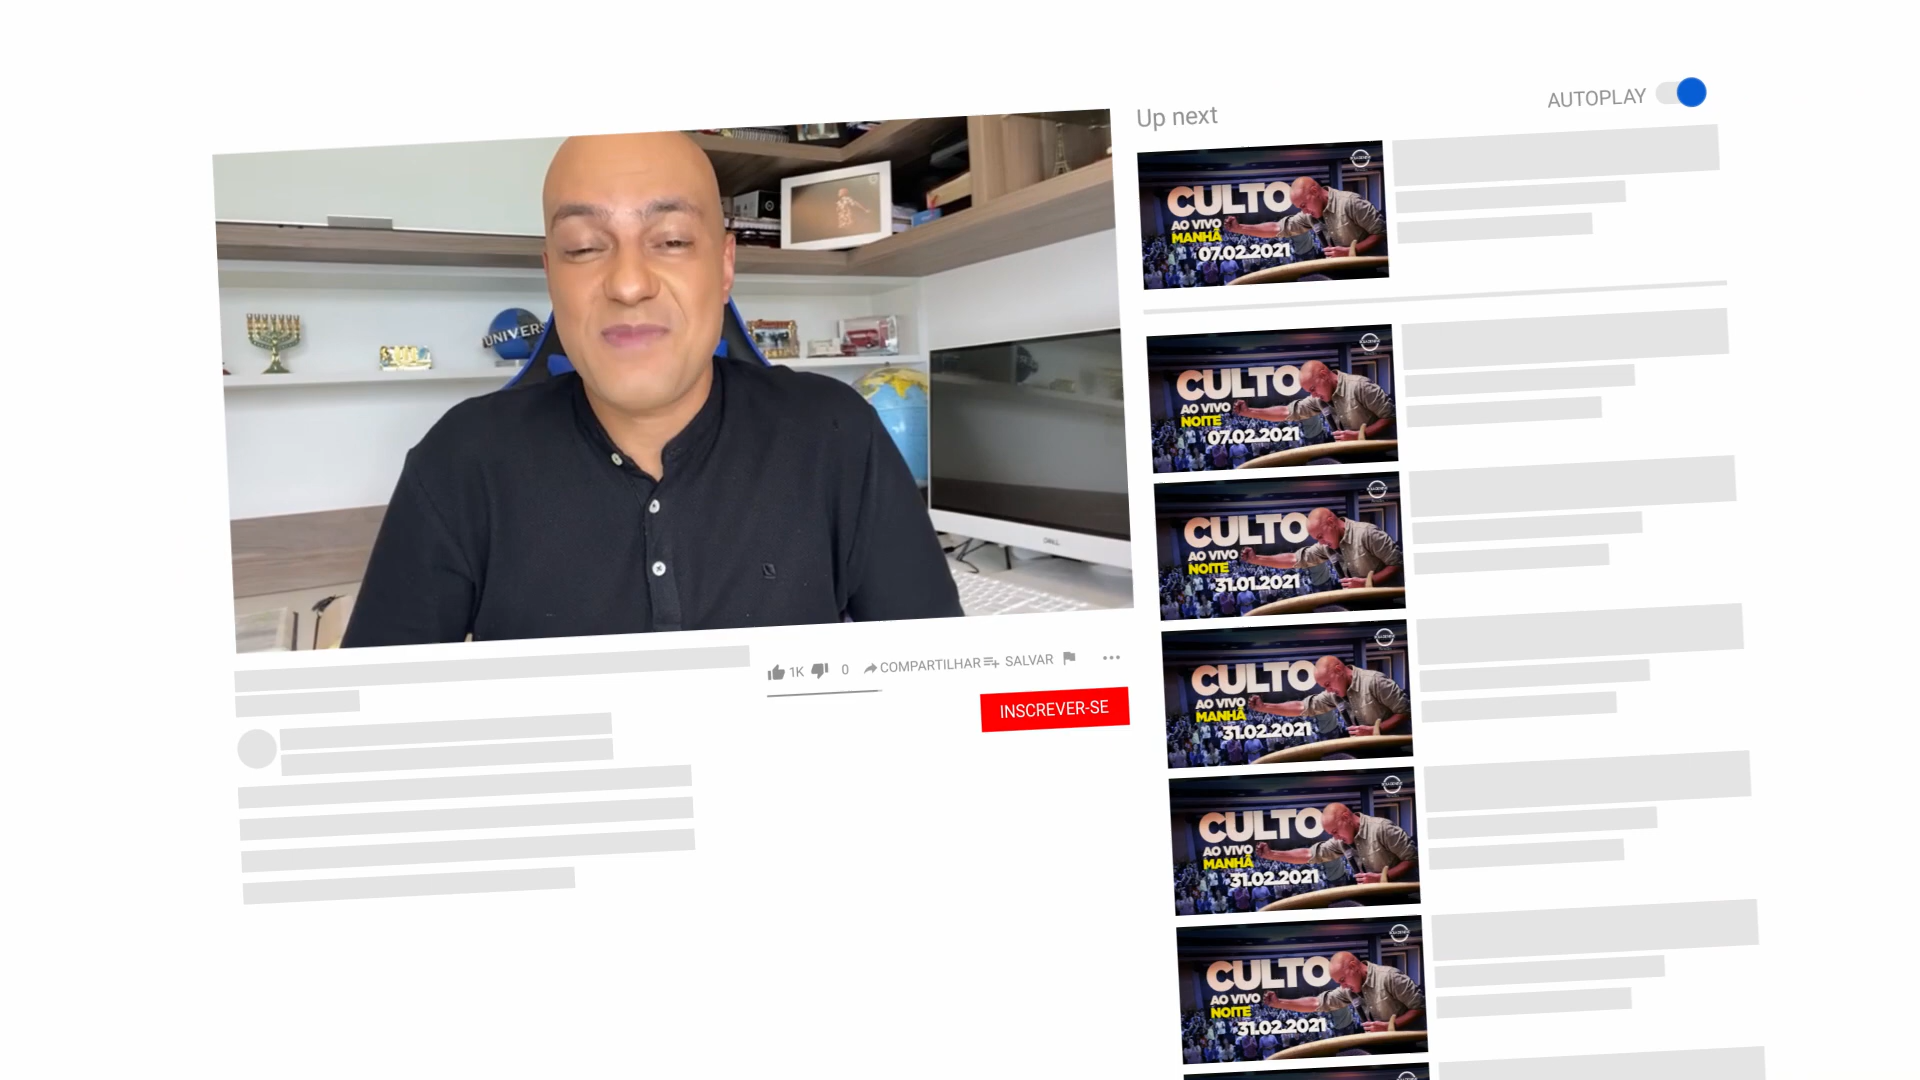 Up next
AUTOPLAY
UNIVERS
DELL
CULTO
AO VIVO
MANHÃ
07.02.2021
CULTO
AO VIVO
NOITE
07.02.2021
CULTO
AO VIVO
NOITE
31.01.2021
CULTO
AO VIVO
MANHÃ
31.02.2021
CULTO
AO VIVO
MANHÃ
31.02.2021
CULTO
AO VIVO
NOITE
31.02.2021
1K 0 COMPARTILHAR SALVAR
INSCREVER-SE